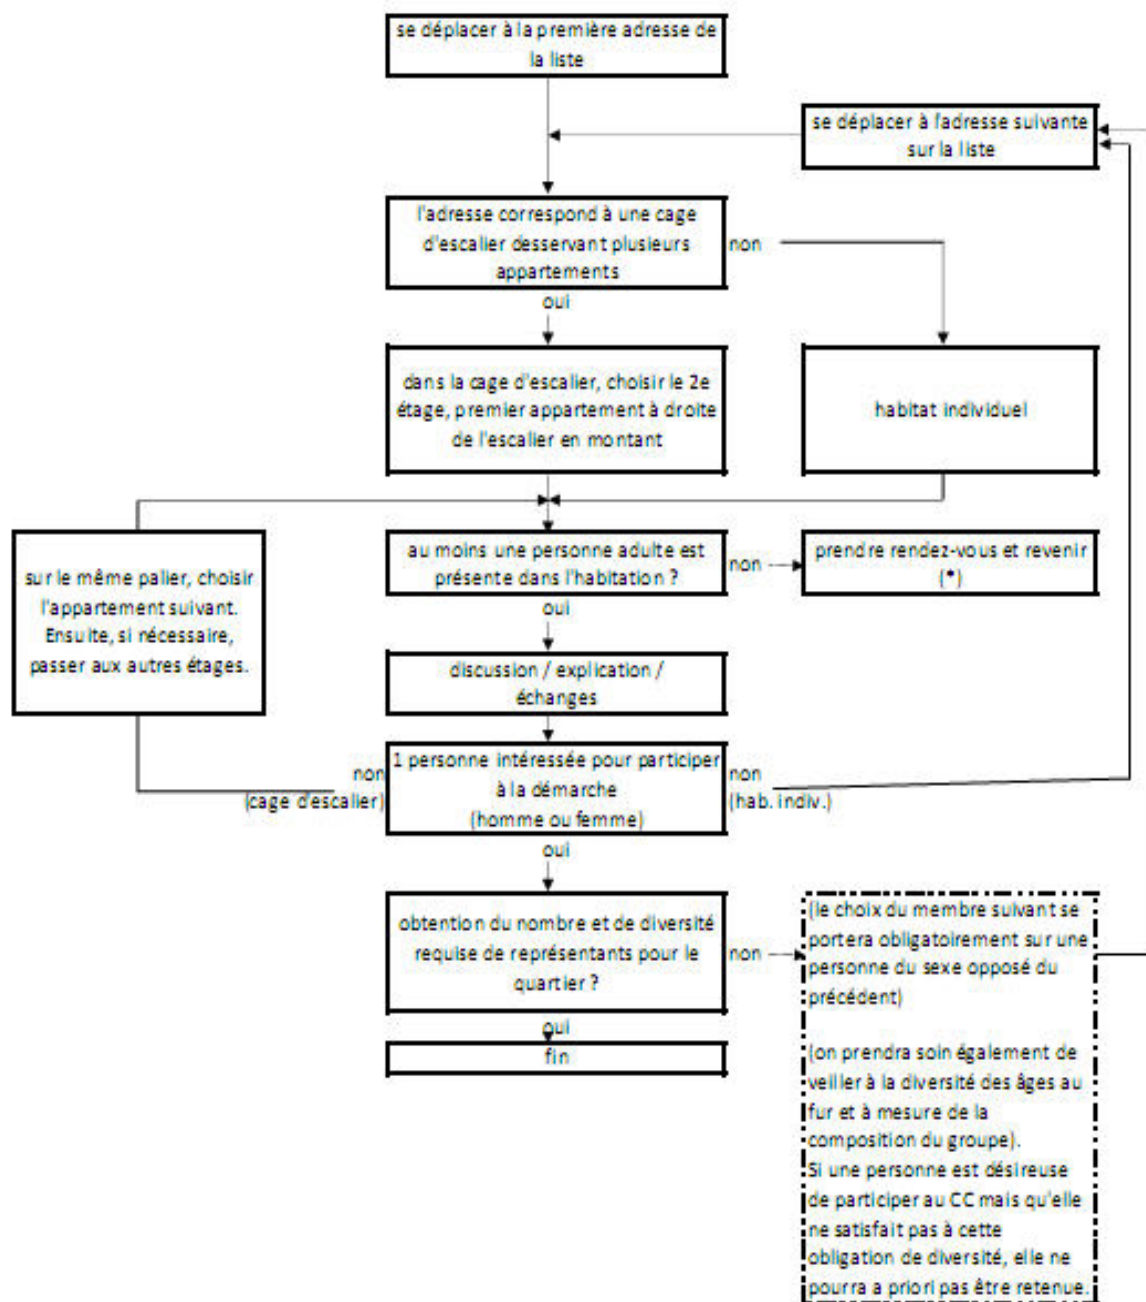 se déplacer à la première adresse de
la liste
se déplacer à l'adresse suivante
sur la liste
l'adresse correspond à une cage
d'escalier desservant plusieurs
appartements
non
oui
dans la cage d'escalier, choisir le 2e
étage, premier appartement à droite
de l'escalier en montant
habitat individuel
sur le même palier, choisir
l'appartement suivant.
Ensuite, si nécessaire,
passer aux autres étages.
au moins une personne adulte est
présente dans l'habitation ?
non
prendre rendez-vous et revenir
(*)
oui
discussion / explication /
échanges
non
(cage d'escalier)
1 personne intéressée pour participer
à la démarche
(homme ou femme)
non
(hab. indiv.)
oui
obtention du nombre et de diversité
requise de représentants pour le
quartier ?
non
oui
fin
(le choix du membre suivant se
portera obligatoirement sur une
personne du sexe opposé du
précédent)
(on prendra soin également de
veiller à la diversité des âges au
fur et à mesure de la
composition du groupe).
Si une personne est désireuse
de participer au CC mais qu'elle
ne satisfait pas à cette
obligation de diversité, elle ne
pourra a priori pas être retenue.